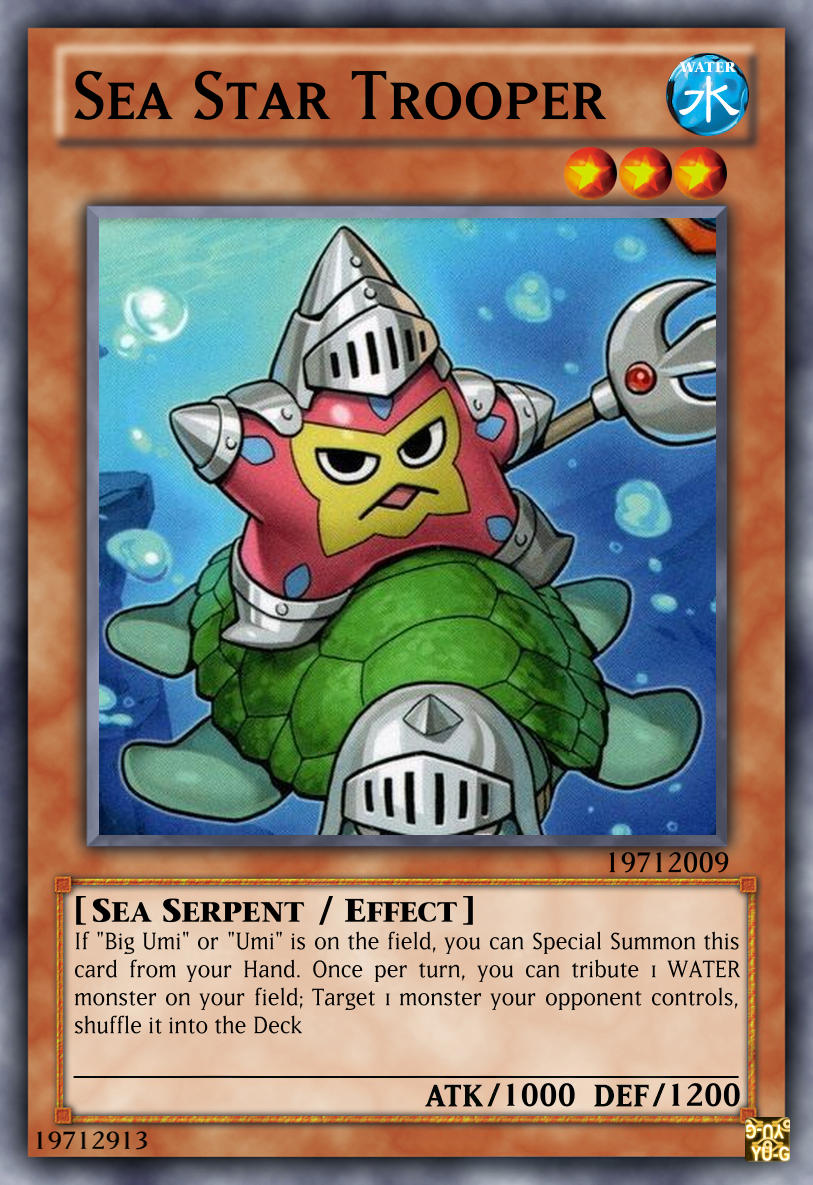 Sea Star Trooper
WATER
水
19712009
[ Sea Serpent / Effect ]
If "Big Umi" or "Umi" is on the field, you can Special Summon this
card from your Hand. Once per turn, you can tribute 1 WATER
monster on your field; Target 1 monster your opponent controls,
shuffle it into the Deck
ATK/1000 DEF/1200
19712913